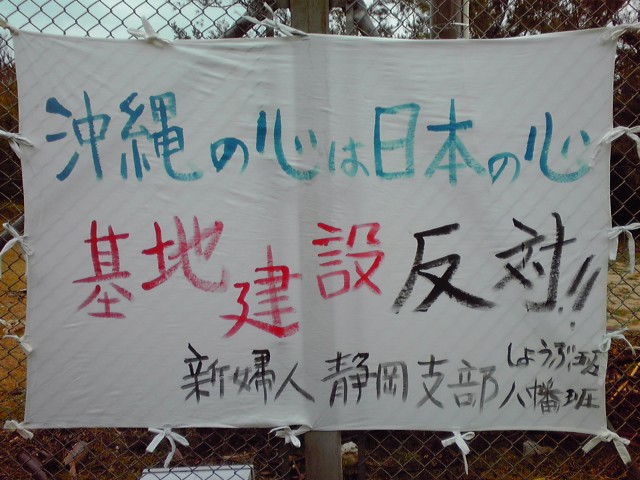 沖縄の心は日本の心
基地建設反対!!
新婦人 静岡支部 しょうぶ班
八幡班